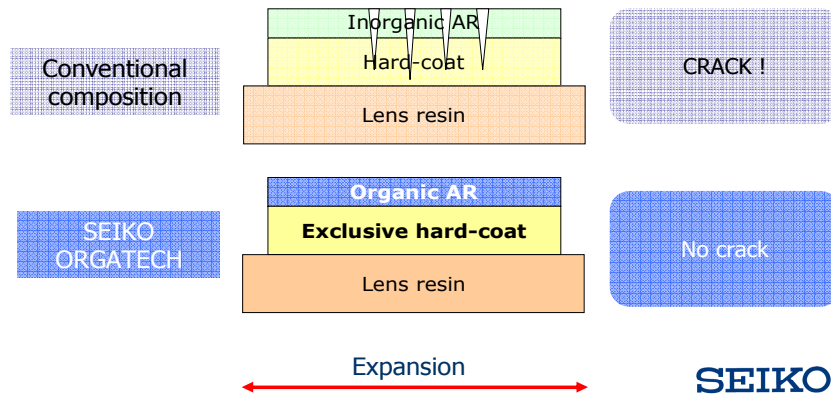 Inorganic AR
Conventional
composition
Hard-coat
CRACK !
Lens resin
Organic AR
SEIKO
ORGATECH
Exclusive hard-coat
No crack
Lens resin
Expansion
SEIKO